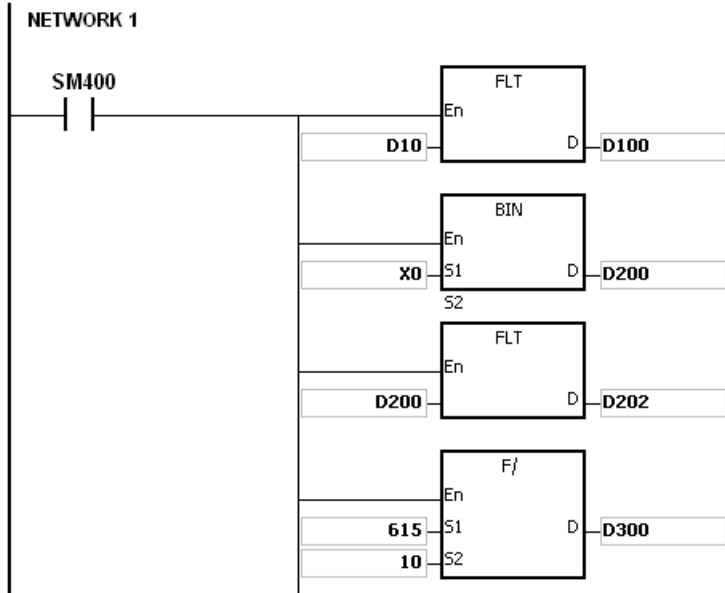 NETWORK 1
SM400
FLT
En
D10 D D100
BIN
En
X0 S1 D D200
S2
FLT
En
D200 D D202
F/
En
615 S1 D D300
10 S2